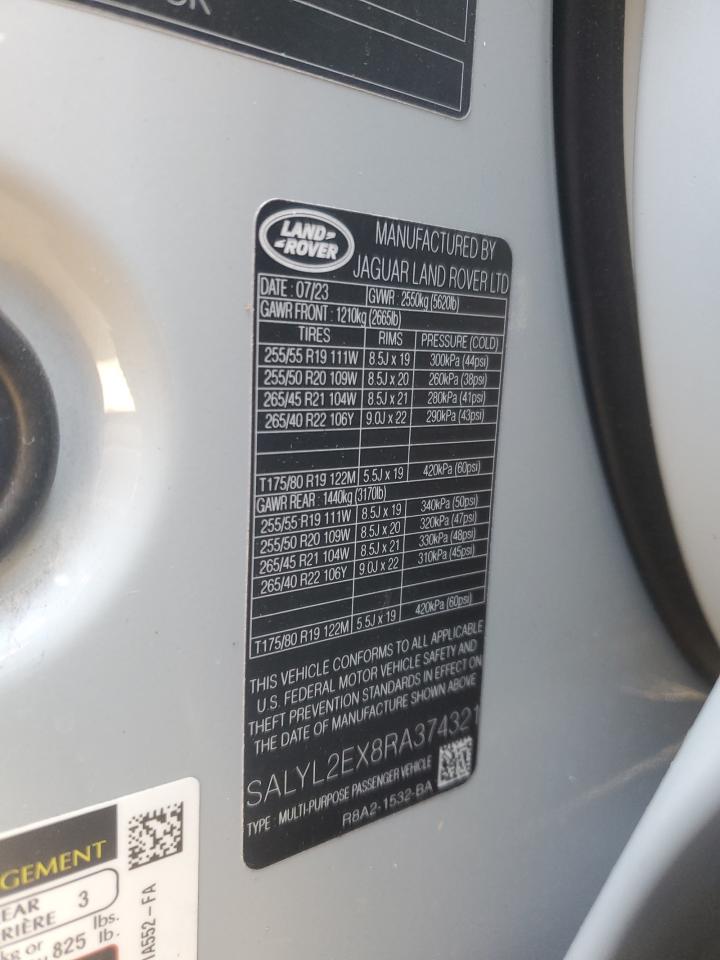 LAND ROVER
MANUFACTURED BY
JAGUAR LAND ROVER LTD
DATE : 07/23 GVWR : 2550kg (5620lb)
GAWR FRONT : 1210kg (2665lb)
TIRES RIMS PRESSURE (COLD)
255/55 R19 111W 8.5J x 19 300kPa (44psi)
255/50 R20 109W 8.5J x 20 260kPa (38psi)
265/45 R21 104W 8.5J x 21 280kPa (41psi)
265/40 R22 106Y 9.0J x 22 290kPa (43psi)
T175/80 R19 122M 5.5J x 19 420kPa (60psi)
GAWR REAR : 1440kg (3170lb)
255/55 R19 111W 8.5J x 19 340kPa (50psi)
255/50 R20 109W 8.5J x 20 320kPa (47psi)
265/45 R21 104W 8.5J x 21 330kPa (48psi)
265/40 R22 106Y 9.0J x 22 310kPa (45psi)
T175/80 R19 122M 5.5J x 19 420kPa (60psi)
THIS VEHICLE CONFORMS TO ALL APPLICABLE
U.S. FEDERAL MOTOR VEHICLE SAFETY AND
THEFT PREVENTION STANDARDS IN EFFECT ON
THE DATE OF MANUFACTURE SHOWN ABOVE
SALYL2EX8RA374321
TYPE : MULTI-PURPOSE PASSENGER VEHICLE
R8A2-1532-BA
GEMENT
EAR 3
RIÈRE
kg or 825 lbs.
lb.
1A552-FA